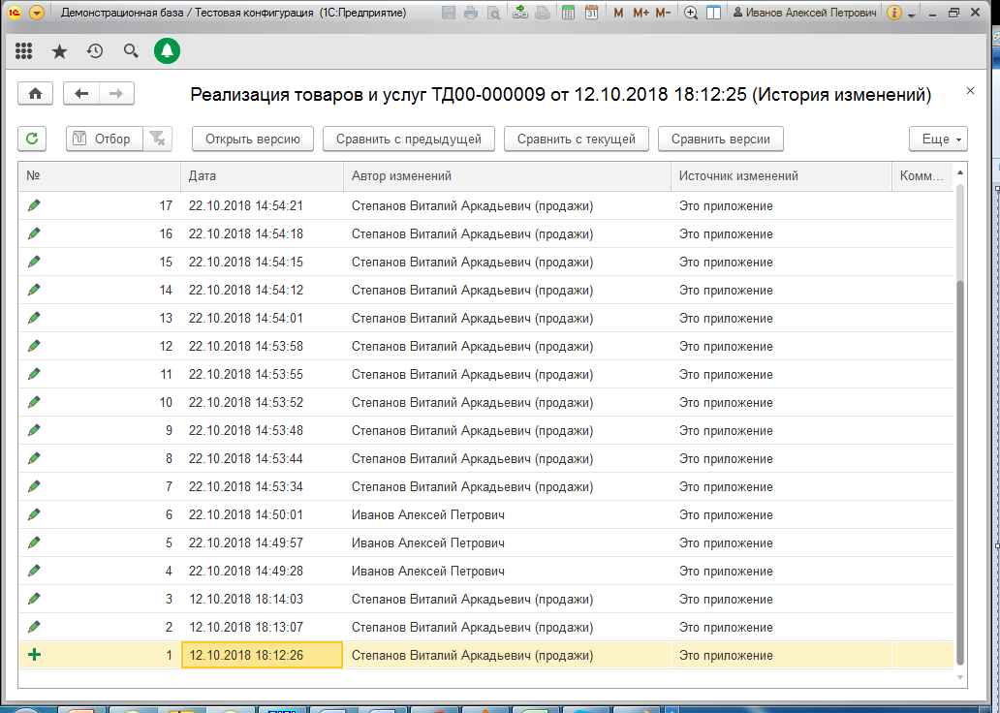 Демонстрационная база / Тестовая конфигурация (1С:Предприятие) 31 M M+ M- Иванов Алексей Петрович
Реализация товаров и услуг ТД00-000009 от 12.10.2018 18:12:25 (История изменений)
Отбор Открыть версию Сравнить с предыдущей Сравнить с текущей Сравнить версии Еще
№ Дата Автор изменений Источник изменений Комм...
17 22.10.2018 14:54:21 Степанов Виталий Аркадьевич (продажи) Это приложение
16 22.10.2018 14:54:18 Степанов Виталий Аркадьевич (продажи) Это приложение
15 22.10.2018 14:54:15 Степанов Виталий Аркадьевич (продажи) Это приложение
14 22.10.2018 14:54:12 Степанов Виталий Аркадьевич (продажи) Это приложение
13 22.10.2018 14:54:01 Степанов Виталий Аркадьевич (продажи) Это приложение
12 22.10.2018 14:53:58 Степанов Виталий Аркадьевич (продажи) Это приложение
11 22.10.2018 14:53:55 Степанов Виталий Аркадьевич (продажи) Это приложение
10 22.10.2018 14:53:52 Степанов Виталий Аркадьевич (продажи) Это приложение
9 22.10.2018 14:53:48 Степанов Виталий Аркадьевич (продажи) Это приложение
8 22.10.2018 14:53:44 Степанов Виталий Аркадьевич (продажи) Это приложение
7 22.10.2018 14:53:34 Степанов Виталий Аркадьевич (продажи) Это приложение
6 22.10.2018 14:50:01 Иванов Алексей Петрович Это приложение
5 22.10.2018 14:49:57 Иванов Алексей Петрович Это приложение
4 22.10.2018 14:49:28 Иванов Алексей Петрович Это приложение
3 12.10.2018 18:14:03 Степанов Виталий Аркадьевич (продажи) Это приложение
2 12.10.2018 18:13:07 Степанов Виталий Аркадьевич (продажи) Это приложение
1 12.10.2018 18:12:26 Степанов Виталий Аркадьевич (продажи) Это приложение